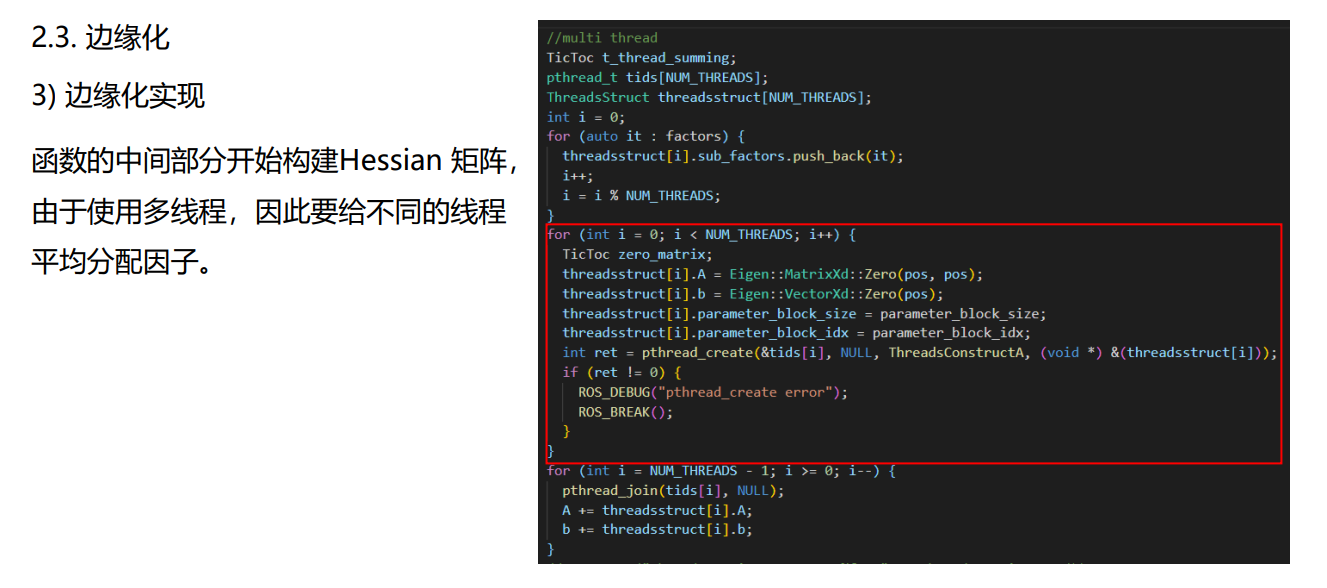 2.3. 边缘化
3) 边缘化实现
函数的中间部分开始构建Hessian 矩阵，
由于使用多线程，因此要给不同的线程
平均分配因子。
//multi thread
TicToc t_thread_summing;
pthread_t tids[NUM_THREADS];
ThreadsStruct threadsstruct[NUM_THREADS];
int i = 0;
for (auto it : factors) {
  threadsstruct[i].sub_factors.push_back(it);
  i++;
  i = i % NUM_THREADS;
}
for (int i = 0; i < NUM_THREADS; i++) {
  TicToc zero_matrix;
  threadsstruct[i].A = Eigen::MatrixXd::Zero(pos, pos);
  threadsstruct[i].b = Eigen::VectorXd::Zero(pos);
  threadsstruct[i].parameter_block_size = parameter_block_size;
  threadsstruct[i].parameter_block_idx = parameter_block_idx;
  int ret = pthread_create(&tids[i], NULL, ThreadsConstructA, (void *) &(threadsstruct[i]));
  if (ret != 0) {
    ROS_DEBUG("pthread_create error");
    ROS_BREAK();
  }
}
for (int i = NUM_THREADS - 1; i >= 0; i--) {
  pthread_join(tids[i], NULL);
  A += threadsstruct[i].A;
  b += threadsstruct[i].b;
}